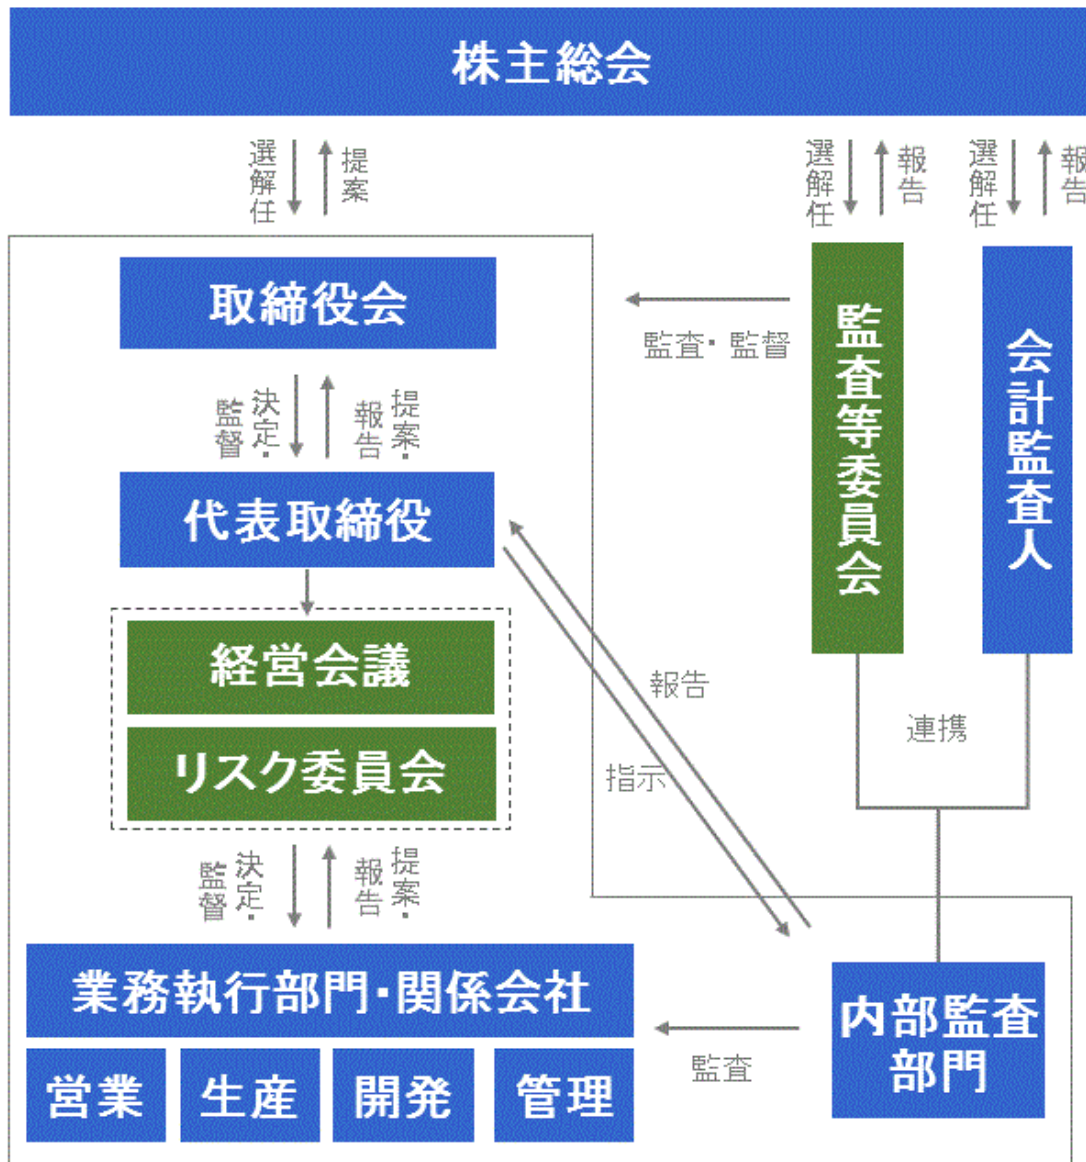 株主総会
選解任
提案
選解任
報告
選解任
報告
取締役会
監査・監督
監査等委員会
会計監査人
決定・
監督
提案・
報告
代表取締役
経営会議
リスク委員会
報告
指示
連携
決定・
監督
提案・
報告
業務執行部門・関係会社
営業
生産
開発
管理
監査
内部監査
部門